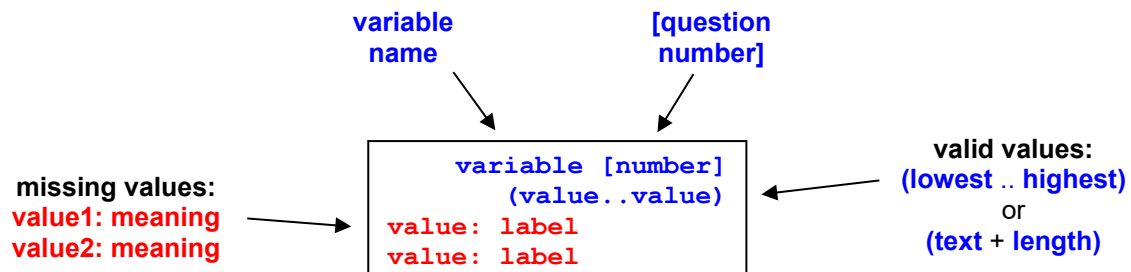 variable
name
[question
number]
missing values:
value1: meaning
value2: meaning
variable [number]
(value..value)
value: label
value: label
valid values:
(lowest .. highest)
or
(text + length)